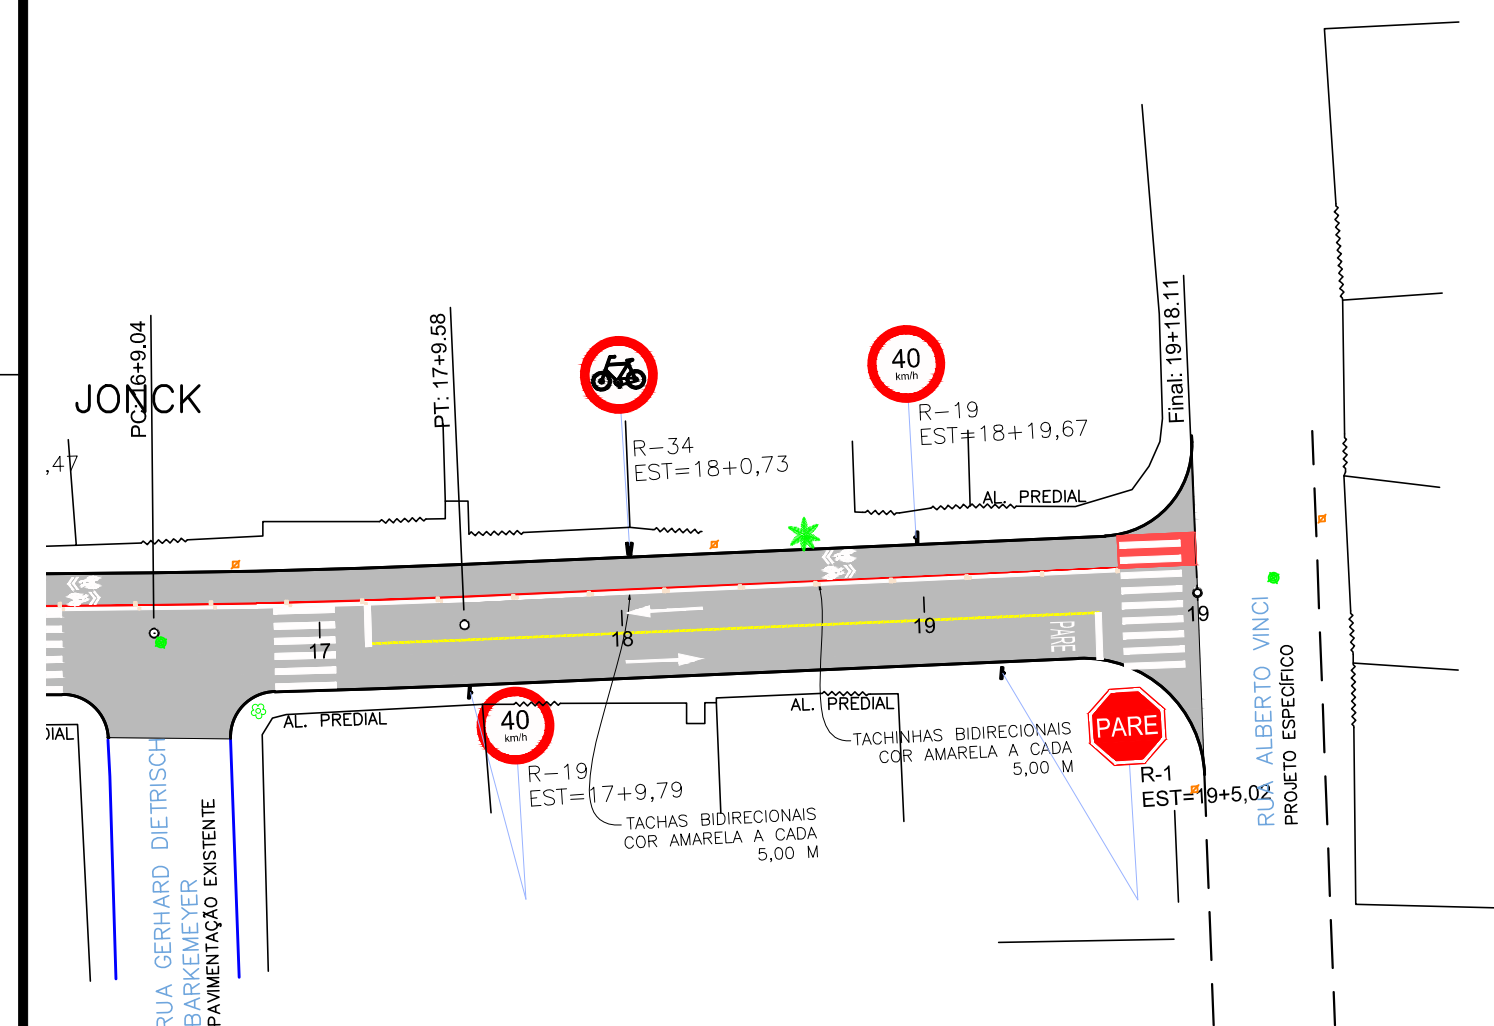 PC: 16+9.04
PT: 17+9.58
Final: 19+18.11
JONCK
,47
40
km/h
R-19
EST=18+19,67
R-34
EST=18+0,73
AL. PREDIAL
17
18
19
19
PARE
AL. PREDIAL
AL. PREDIAL
DIAL
40
km/h
R-19
EST=17+9,79
TACHINHAS BIDIRECIONAIS
COR AMARELA A CADA
5,00 M
TACHAS BIDIRECIONAIS
COR AMARELA A CADA
5,00 M
PARE
R-1
EST=19+5,02
RUA ALBERTO VINCI
PROJETO ESPECÍFICO
RUA GERHARD DIETRISCH
BARKEMEYER
PAVIMENTAÇÃO EXISTENTE